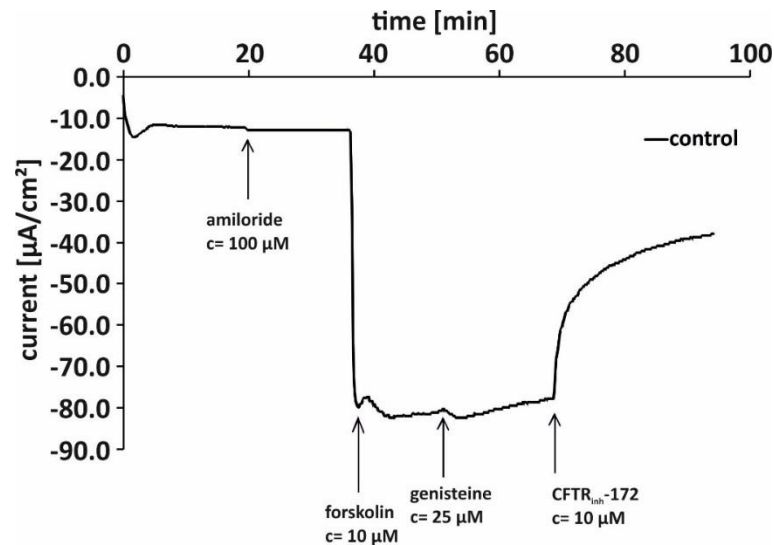 time [min]
0 20 40 60 80 100
0.0
-10.0
-20.0
-30.0
-40.0
-50.0
-60.0
-70.0
-80.0
-90.0
current [µA/cm²]
control
amiloride
c= 100 µM
forskolin
c= 10 µM
genisteine
c= 25 µM
CFTRinh-172
c= 10 µM